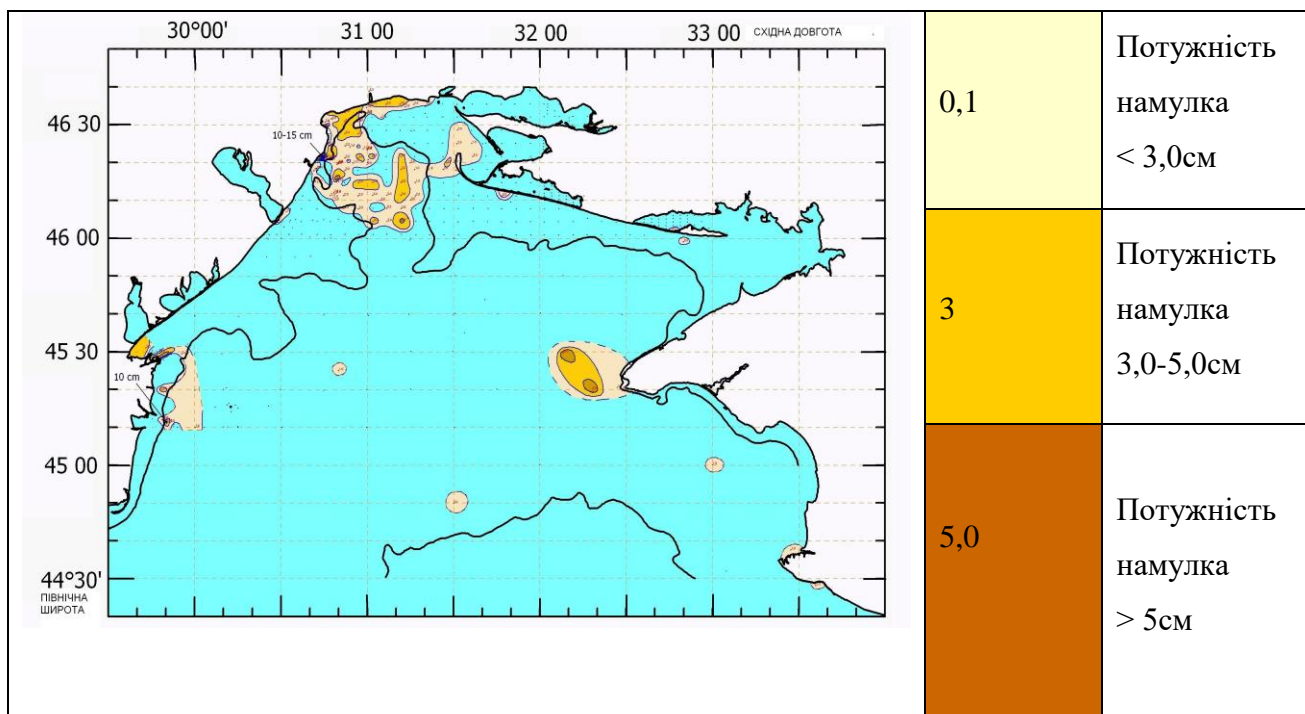 30°00' 31 00 32 00 33 00 СХІДНА ДОВГОТА
46 30
10-15 cm
46 00
45 30
10 cm
45 00
44°30'
ПІВНІЧНА
ШИРОТА
0,1
Потужність
намулка
< 3,0см
3
Потужність
намулка
3,0-5,0см
5,0
Потужність
намулка
> 5см